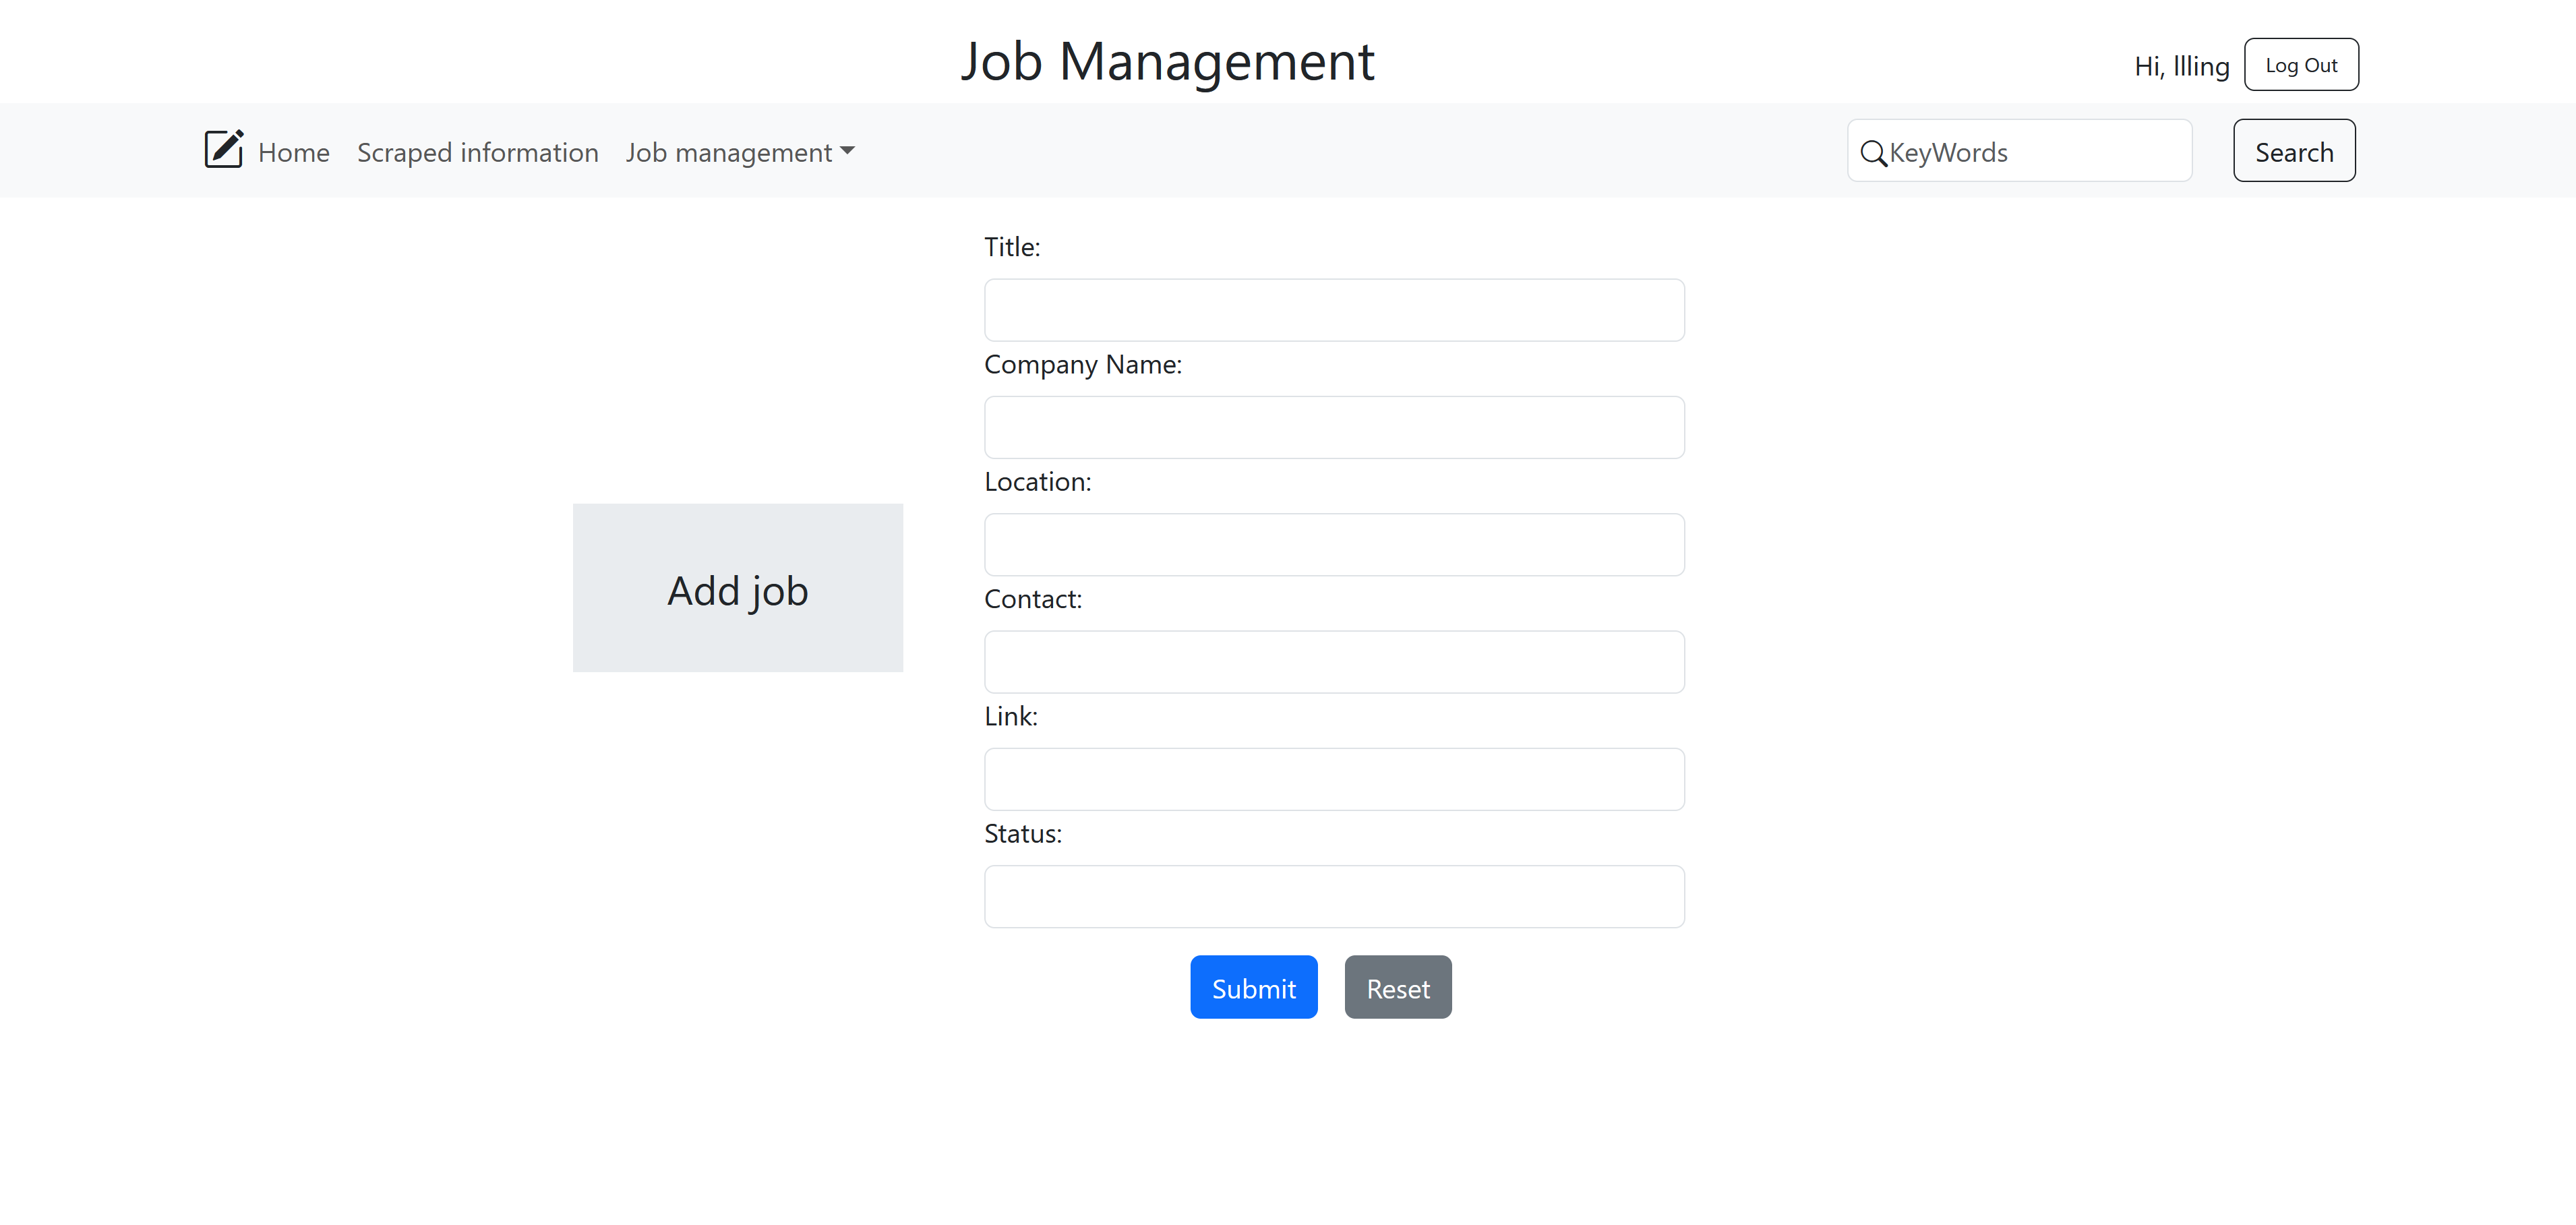 Job Management
Hi, llling
Log Out
Home
Scraped information
Job management
KeyWords
Search
Title:
Company Name:
Location:
Add job
Contact:
Link:
Status:
Submit
Reset